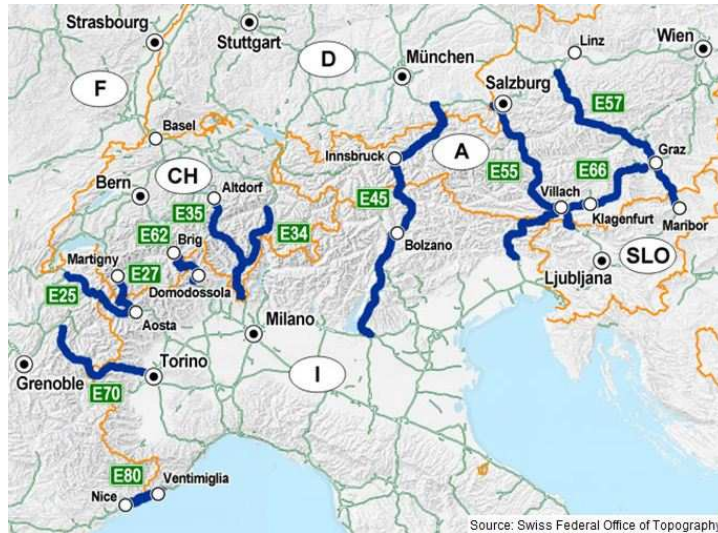 Strasbourg
Stuttgart
D
München
Linz
Wien
F
Salzburg
E57
Basel
Innsbruck
A
Graz
E55
E66
Bern
CH
Altdorf
Villach
E35
E45
Klagenfurt
Maribor
E62
Brig
E34
Bolzano
Martigny
E27
SLO
E25
Domodossola
Ljubljana
Aosta
Milano
Torino
I
Grenoble
E70
E80
Ventimiglia
Nice
Source: Swiss Federal Office of Topography